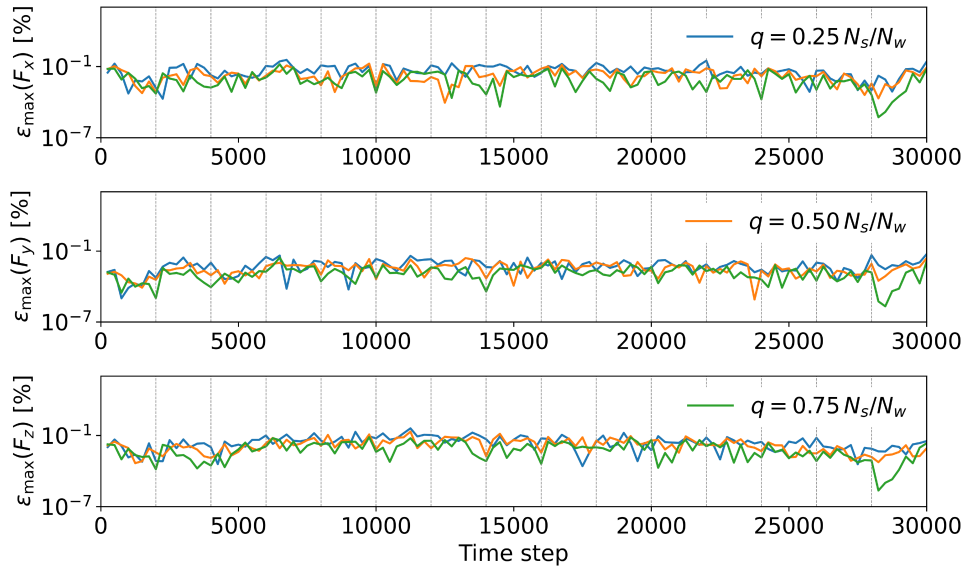 ε_max(F_x) [%]
10^-1
10^-7
q = 0.25 N_s/N_w
0 5000 10000 15000 20000 25000 30000
ε_max(F_y) [%]
10^-1
10^-7
q = 0.50 N_s/N_w
0 5000 10000 15000 20000 25000 30000
ε_max(F_z) [%]
10^-1
10^-7
q = 0.75 N_s/N_w
0 5000 10000 15000 20000 25000 30000
Time step